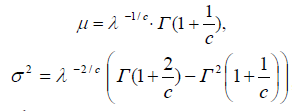 μ = λ^{-1/c} · Γ(1+1/c),
σ² = λ^{-2/c} (Γ(1+2/c) − Γ²(1+1/c))